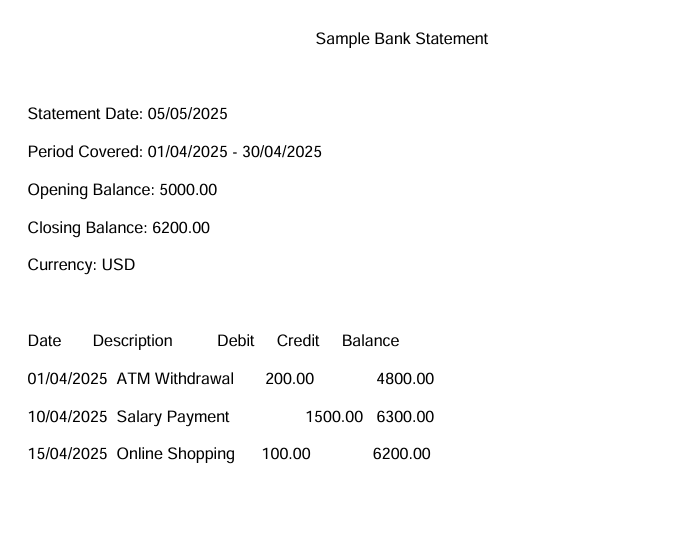 Sample Bank Statement
Statement Date: 05/05/2025
Period Covered: 01/04/2025 - 30/04/2025
Opening Balance: 5000.00
Closing Balance: 6200.00
Currency: USD
Date Description Debit Credit Balance
01/04/2025 ATM Withdrawal 200.00 4800.00
10/04/2025 Salary Payment 1500.00 6300.00
15/04/2025 Online Shopping 100.00 6200.00